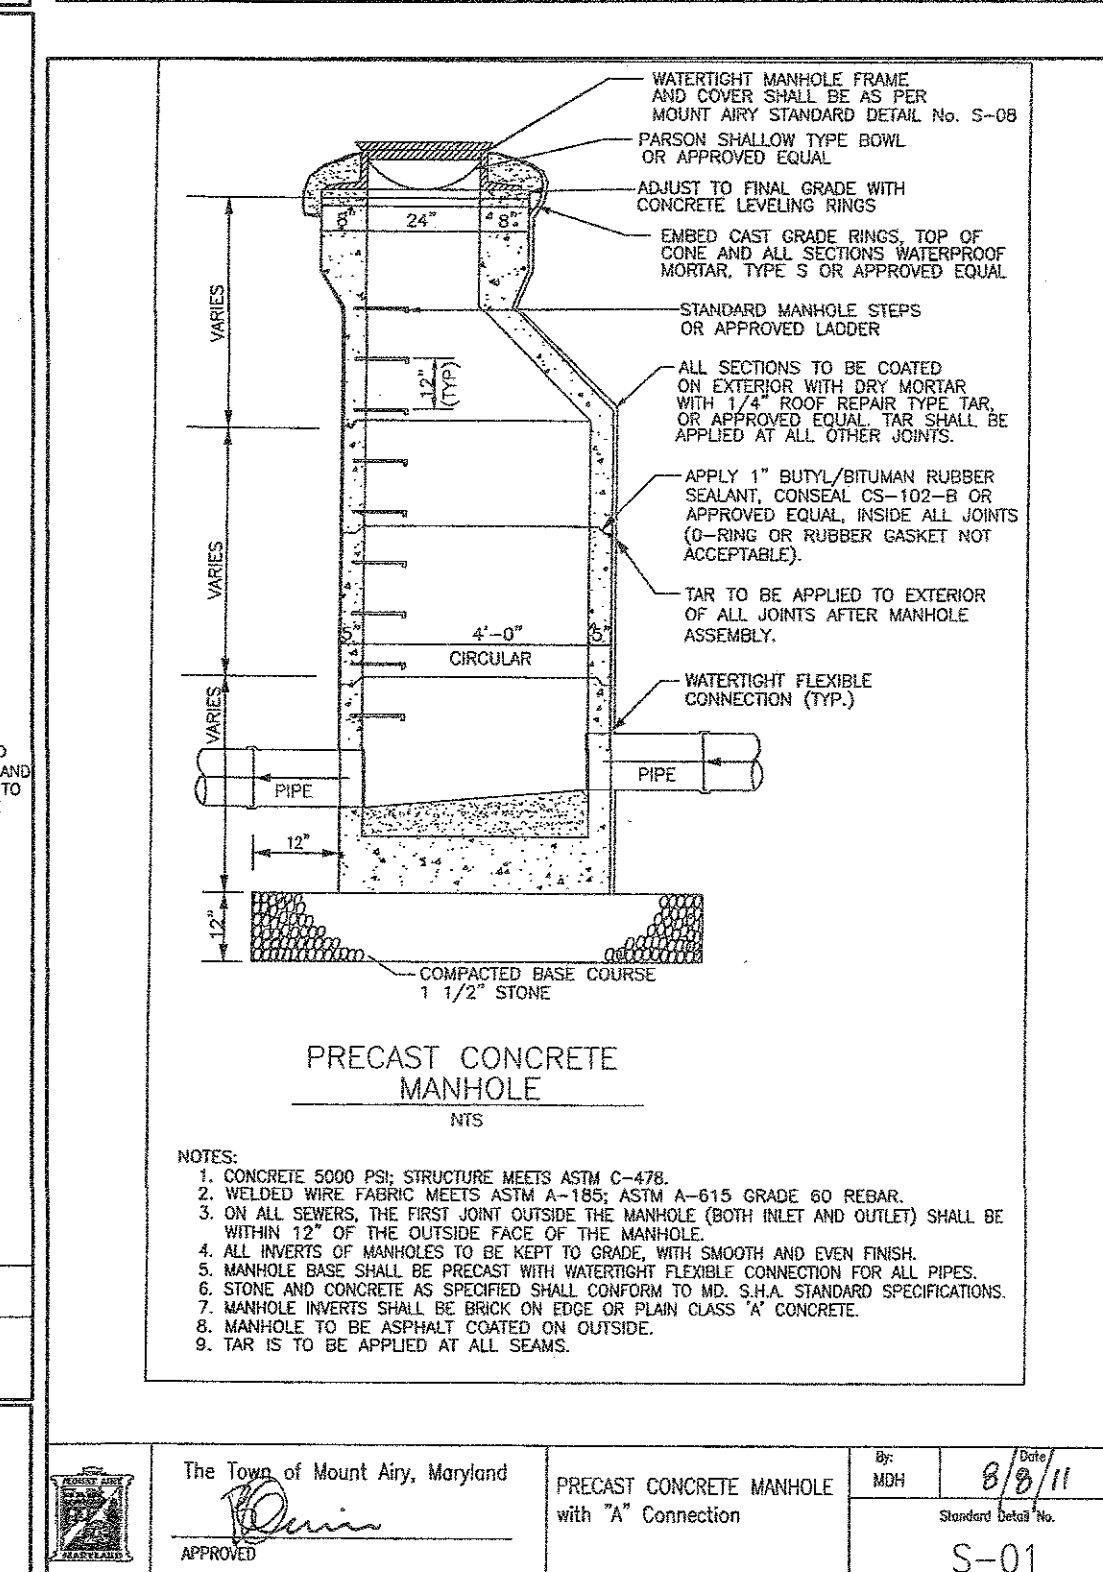 WATERTIGHT MANHOLE FRAME
AND COVER SHALL BE AS PER
MOUNT AIRY STANDARD DETAIL No. S-08
PARSON SHALLOW TYPE BOWL
OR APPROVED EQUAL
ADJUST TO FINAL GRADE WITH
CONCRETE LEVELING RINGS
8" 24" 8"
EMBED CAST GRADE RINGS, TOP OF
CONE AND ALL SECTIONS WATERPROOF
MORTAR, TYPE S OR APPROVED EQUAL
VARIES
STANDARD MANHOLE STEPS
OR APPROVED LADDER
12"
(TYP)
ALL SECTIONS TO BE COATED
ON EXTERIOR WITH DRY MORTAR
WITH 1/4" ROOF REPAIR TYPE TAR,
OR APPROVED EQUAL. TAR SHALL BE
APPLIED AT ALL OTHER JOINTS.
APPLY 1" BUTYL/BITUMAN RUBBER
SEALANT, CONSEAL CS-102-B OR
APPROVED EQUAL, INSIDE ALL JOINTS
(O-RING OR RUBBER GASKET NOT
ACCEPTABLE).
VARIES
TAR TO BE APPLIED TO EXTERIOR
OF ALL JOINTS AFTER MANHOLE
ASSEMBLY.
5" 4'-0" 5"
CIRCULAR
WATERTIGHT FLEXIBLE
CONNECTION (TYP.)
VARIES
AND
TO
PIPE PIPE
12"
12"
COMPACTED BASE COURSE
1 1/2" STONE
PRECAST CONCRETE
MANHOLE
NTS
NOTES:
1. CONCRETE 5000 PSI; STRUCTURE MEETS ASTM C-478.
2. WELDED WIRE FABRIC MEETS ASTM A-185; ASTM A-615 GRADE 60 REBAR.
3. ON ALL SEWERS, THE FIRST JOINT OUTSIDE THE MANHOLE (BOTH INLET AND OUTLET) SHALL BE
WITHIN 12" OF THE OUTSIDE FACE OF THE MANHOLE.
4. ALL INVERTS OF MANHOLES TO BE KEPT TO GRADE, WITH SMOOTH AND EVEN FINISH.
5. MANHOLE BASE SHALL BE PRECAST WITH WATERTIGHT FLEXIBLE CONNECTION FOR ALL PIPES.
6. STONE AND CONCRETE AS SPECIFIED SHALL CONFORM TO MD. S.H.A. STANDARD SPECIFICATIONS.
7. MANHOLE INVERTS SHALL BE BRICK ON EDGE OR PLAIN CLASS "A" CONCRETE.
8. MANHOLE TO BE ASPHALT COATED ON OUTSIDE.
9. TAR IS TO BE APPLIED AT ALL SEAMS.
MOUNT AIRY
MARYLAND
The Town of Mount Airy, Maryland
APPROVED
PRECAST CONCRETE MANHOLE
with "A" Connection
By:
MDH
Date
8/8/11
Standard Detail No.
S-01